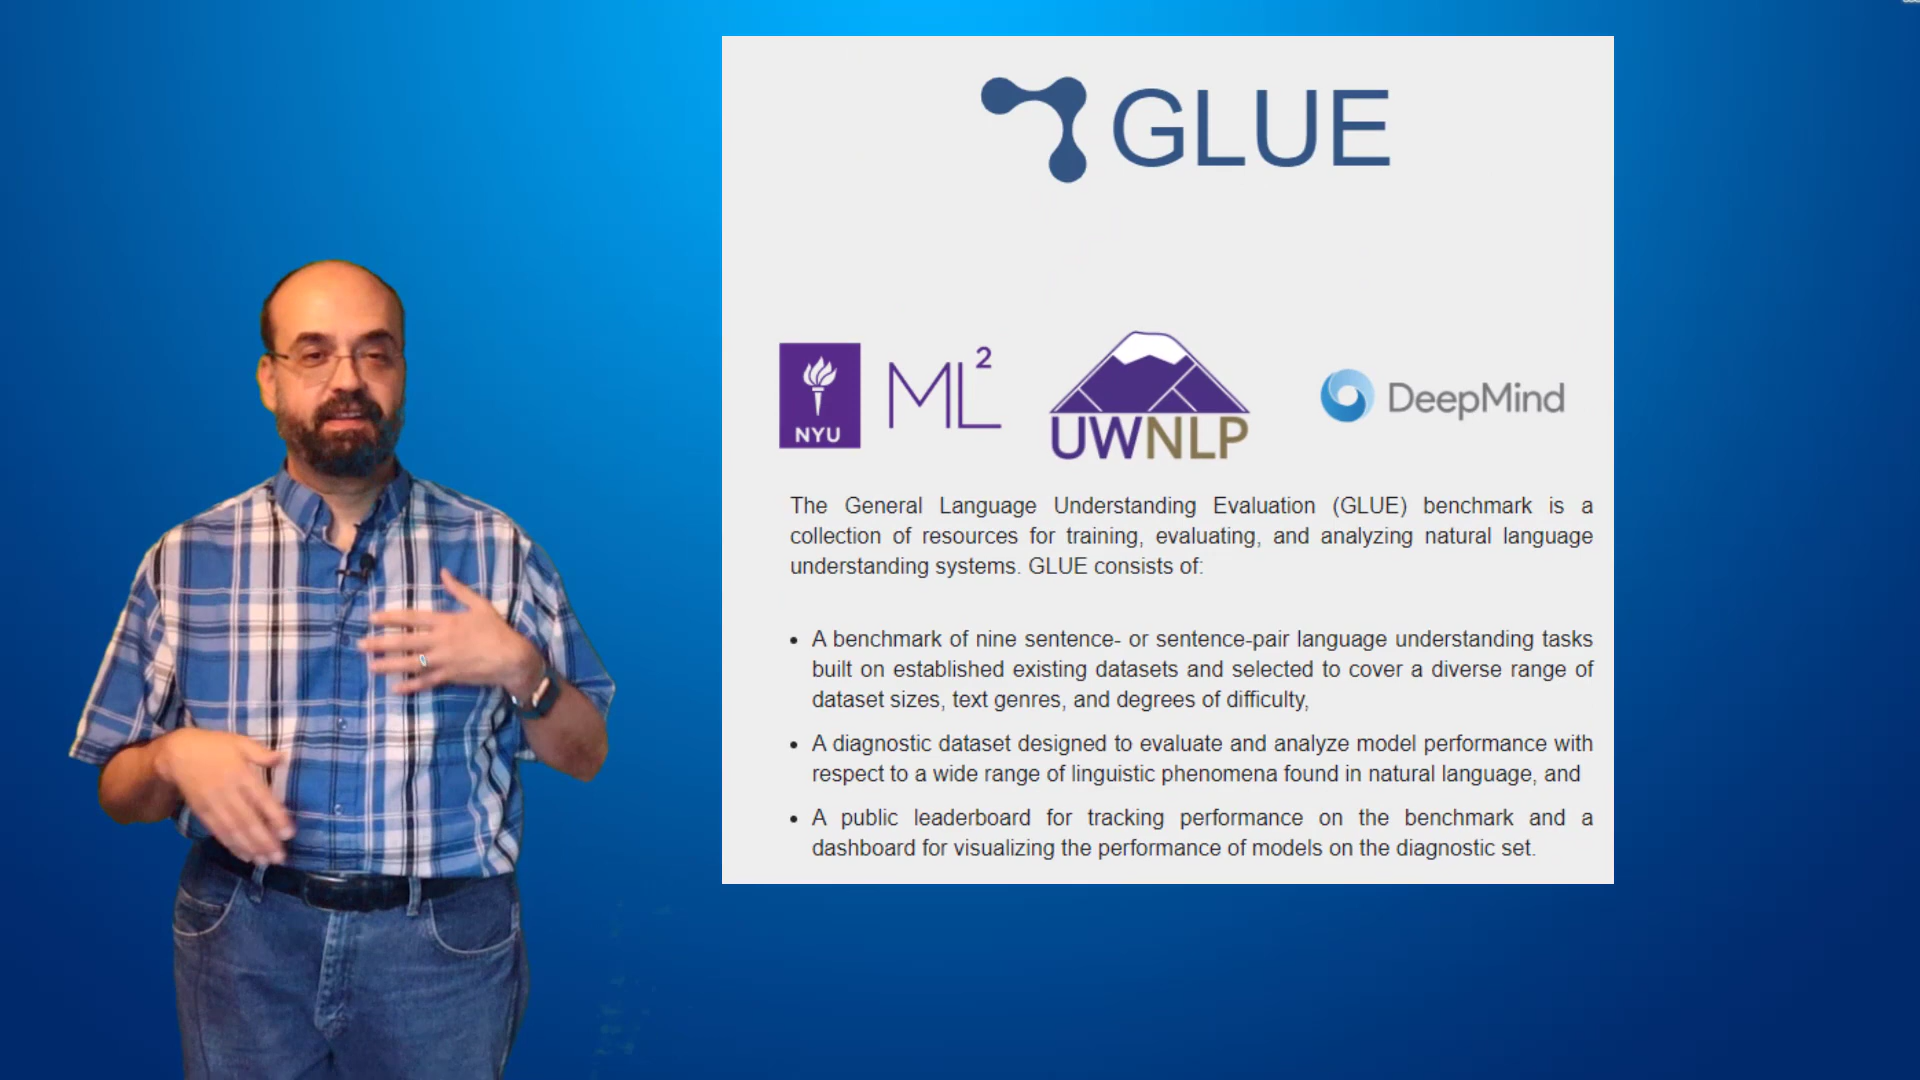 GLUE
NYU
ML²
UWNLP
DeepMind
The General Language Understanding Evaluation (GLUE) benchmark is a
collection of resources for training, evaluating, and analyzing natural language
understanding systems. GLUE consists of:
• A benchmark of nine sentence- or sentence-pair language understanding tasks
built on established existing datasets and selected to cover a diverse range of
dataset sizes, text genres, and degrees of difficulty,
• A diagnostic dataset designed to evaluate and analyze model performance with
respect to a wide range of linguistic phenomena found in natural language, and
• A public leaderboard for tracking performance on the benchmark and a
dashboard for visualizing the performance of models on the diagnostic set.